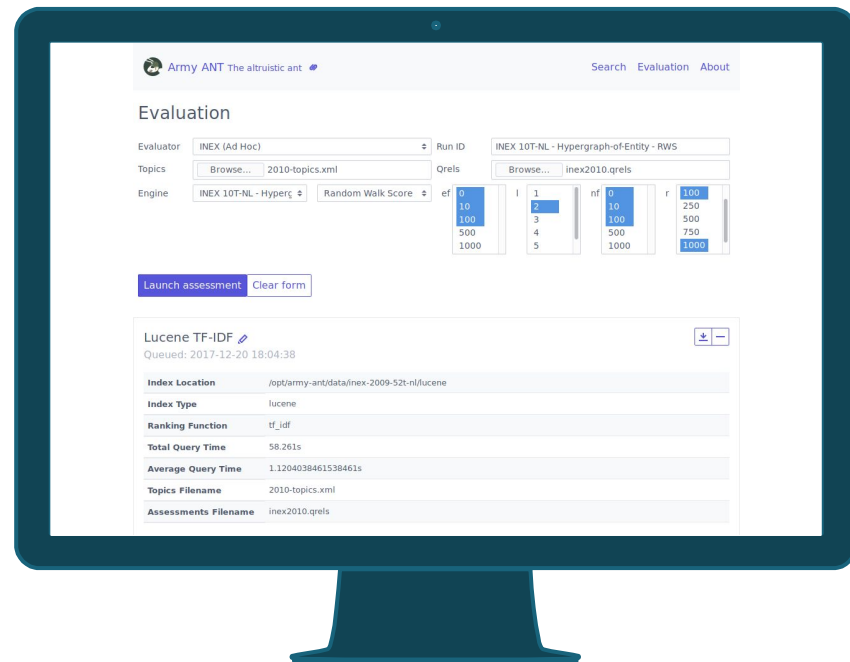 Army ANT The altruistic ant
Search Evaluation About
Evaluation
Evaluator INEX (Ad Hoc) Run ID INEX 10T-NL - Hypergraph-of-Entity - RWS
Topics Browse... 2010-topics.xml Qrels Browse... inex2010.qrels
Engine INEX 10T-NL - Hyperg Random Walk Score ef 0 l 1 nf 0 r 100
10 2 10 250
100 3 100 500
500 4 500 750
1000 5 1000 1000
Launch assessment Clear form
Lucene TF-IDF
Queued: 2017-12-20 18:04:38
Index Location /opt/army-ant/data/inex-2009-52t-nl/lucene
Index Type lucene
Ranking Function tf_idf
Total Query Time 58.261s
Average Query Time 1.1204038461538461s
Topics Filename 2010-topics.xml
Assessments Filename inex2010.qrels